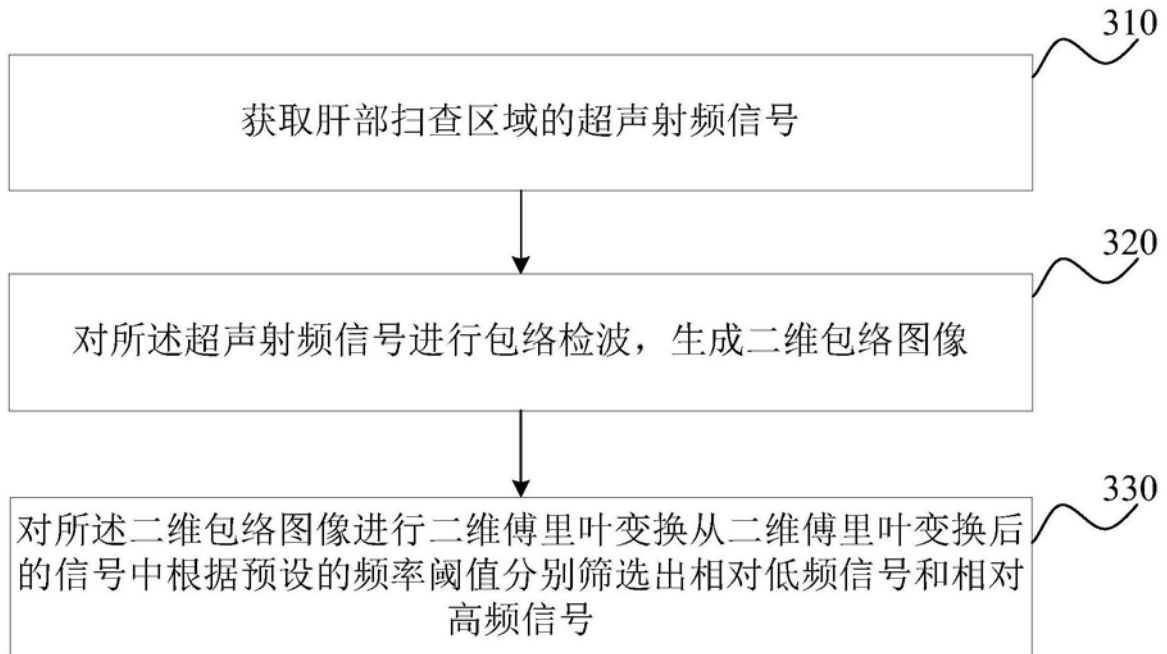 310
获取肝部扫查区域的超声射频信号
320
对所述超声射频信号进行包络检波，生成二维包络图像
330
对所述二维包络图像进行二维傅里叶变换从二维傅里叶变换后
的信号中根据预设的频率阈值分别筛选出相对低频信号和相对
高频信号